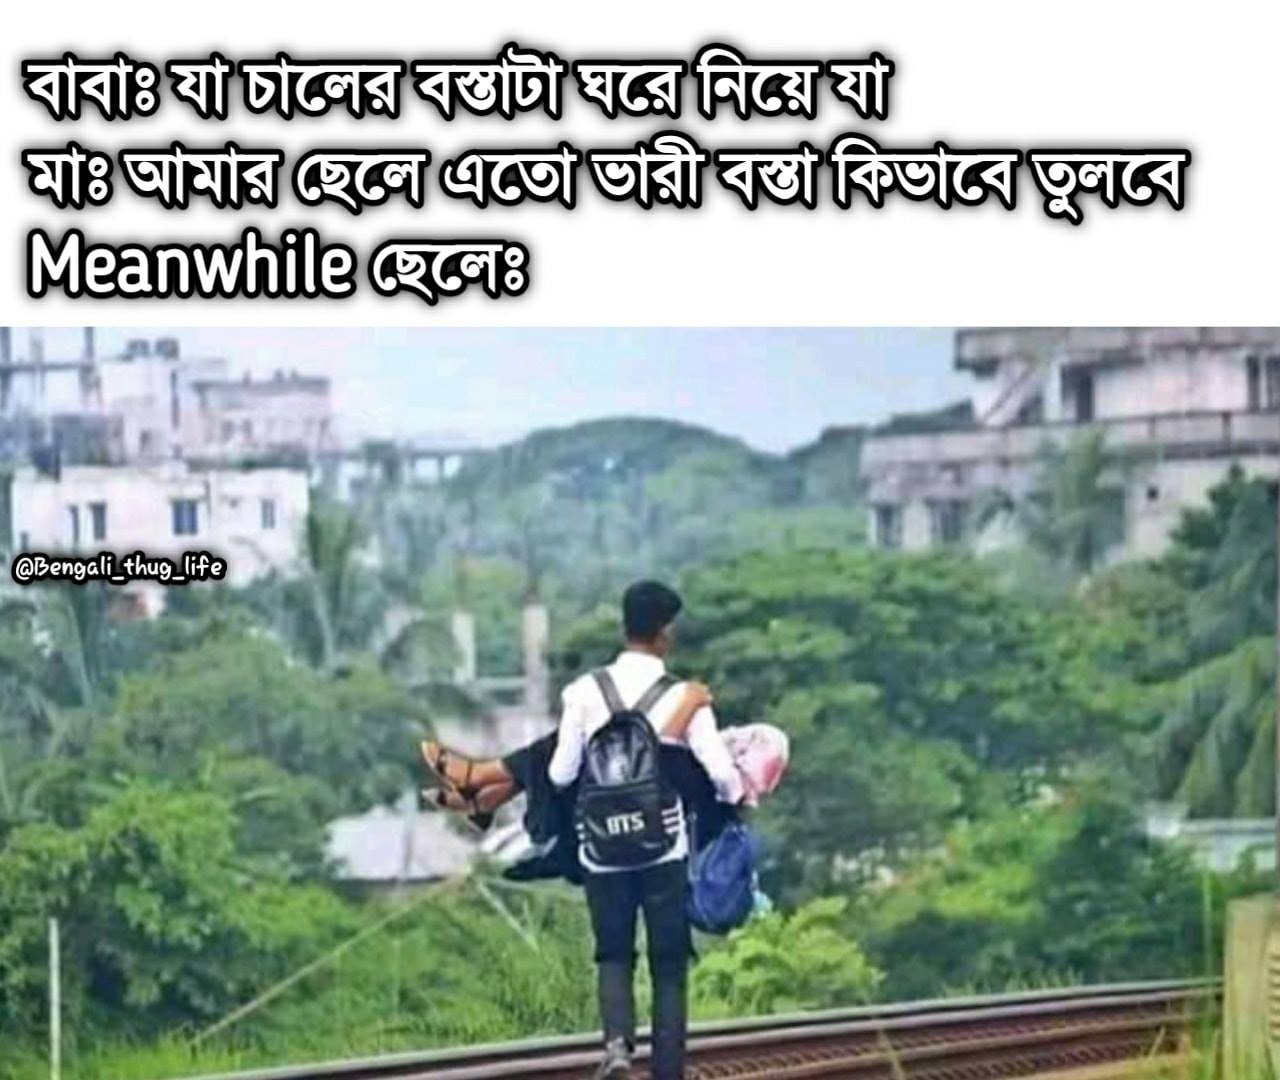 বাবাঃ যা চালের বস্তাটা ঘরে নিয়ে যা
মাঃ আমার ছেলে এতো ভারী বস্তা কিভাবে তুলবে
Meanwhile ছেলেঃ
@Bengali_thug_life
BTS